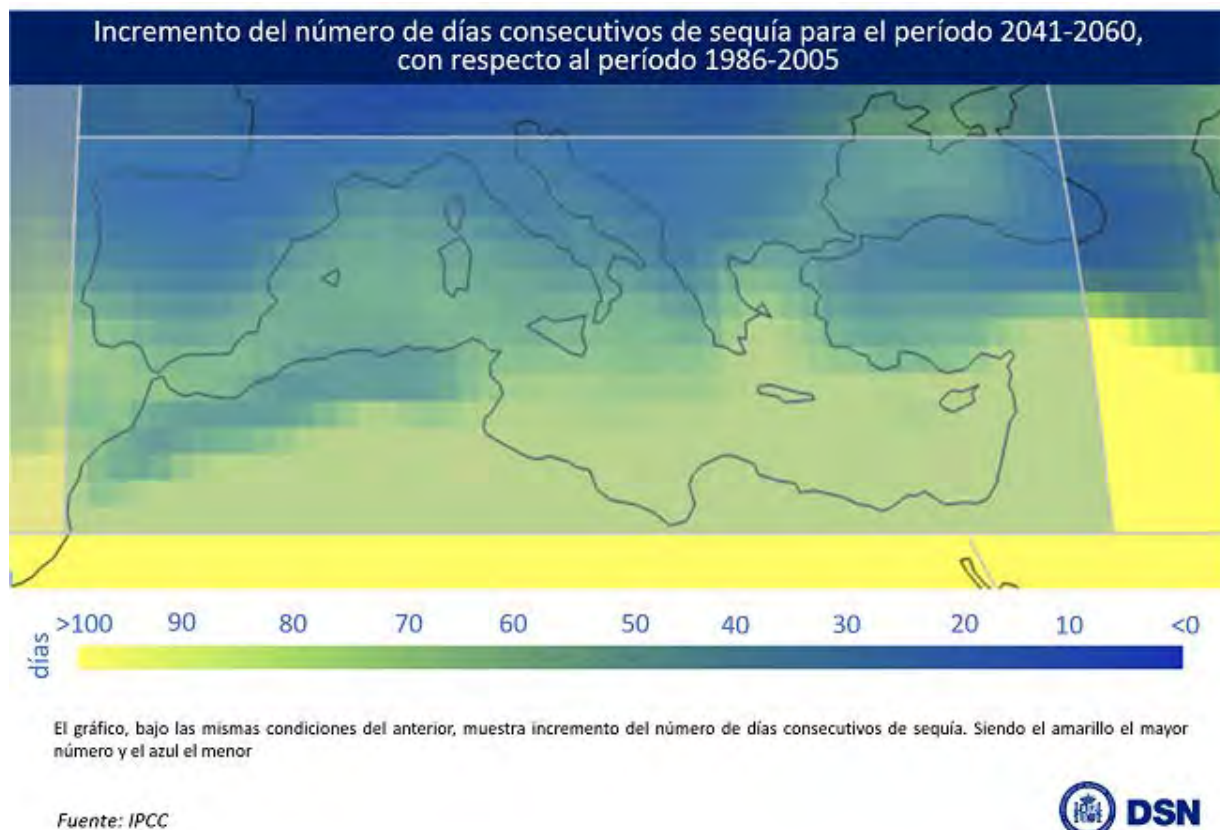 Incremento del número de días consecutivos de sequía para el período 2041-2060,
con respecto al período 1986-2005
>100 90 80 70 60 50 40 30 20 10 <0
días
El gráfico, bajo las mismas condiciones del anterior, muestra incremento del número de días consecutivos de sequía. Siendo el amarillo el mayor
número y el azul el menor
Fuente: IPCC
DSN